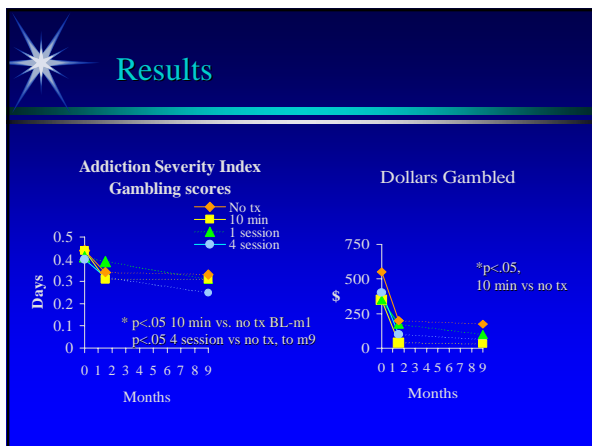 Results
Addiction Severity Index
Gambling scores
No tx
10 min
1 session
4 session
0.5
0.4
0.3
0.2
0.1
0
Days
* p<.05 10 min vs. no tx BL-m1
p<.05 4 session vs no tx, to m9
0 1 2 3 4 5 6 7 8 9
Months
Dollars Gambled
750
500
250
0
$
*p<.05,
10 min vs no tx
0 1 2 3 4 5 6 7 8 9
Months